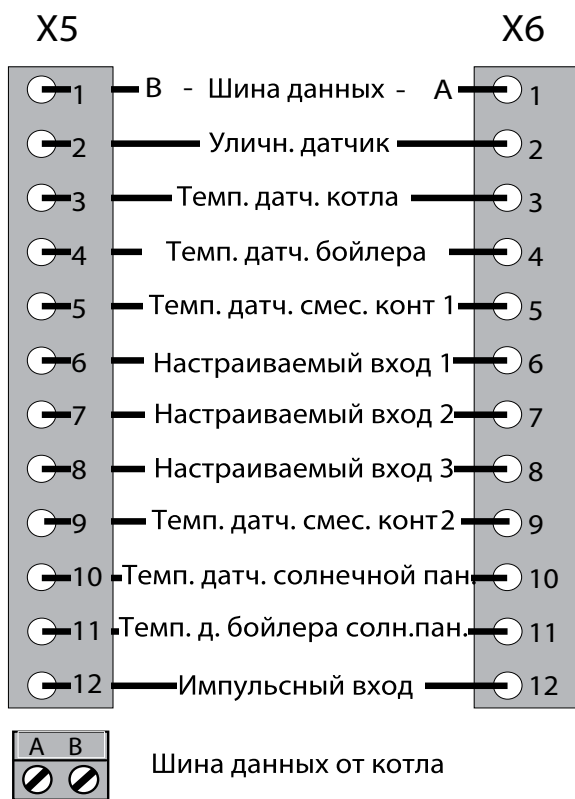 X5 X6
1 B - Шина данных - A 1
2 Уличн. датчик 2
3 Темп. датч. котла 3
4 Темп. датч. бойлера 4
5 Темп. датч. смес. конт 1 5
6 Настраиваемый вход 1 6
7 Настраиваемый вход 2 7
8 Настраиваемый вход 3 8
9 Темп. датч. смес. конт2 9
10 Темп. датч. солнечной пан. 10
11 Темп. д. бойлера солн.пан. 11
12 Импульсный вход 12
A B
Шина данных от котла